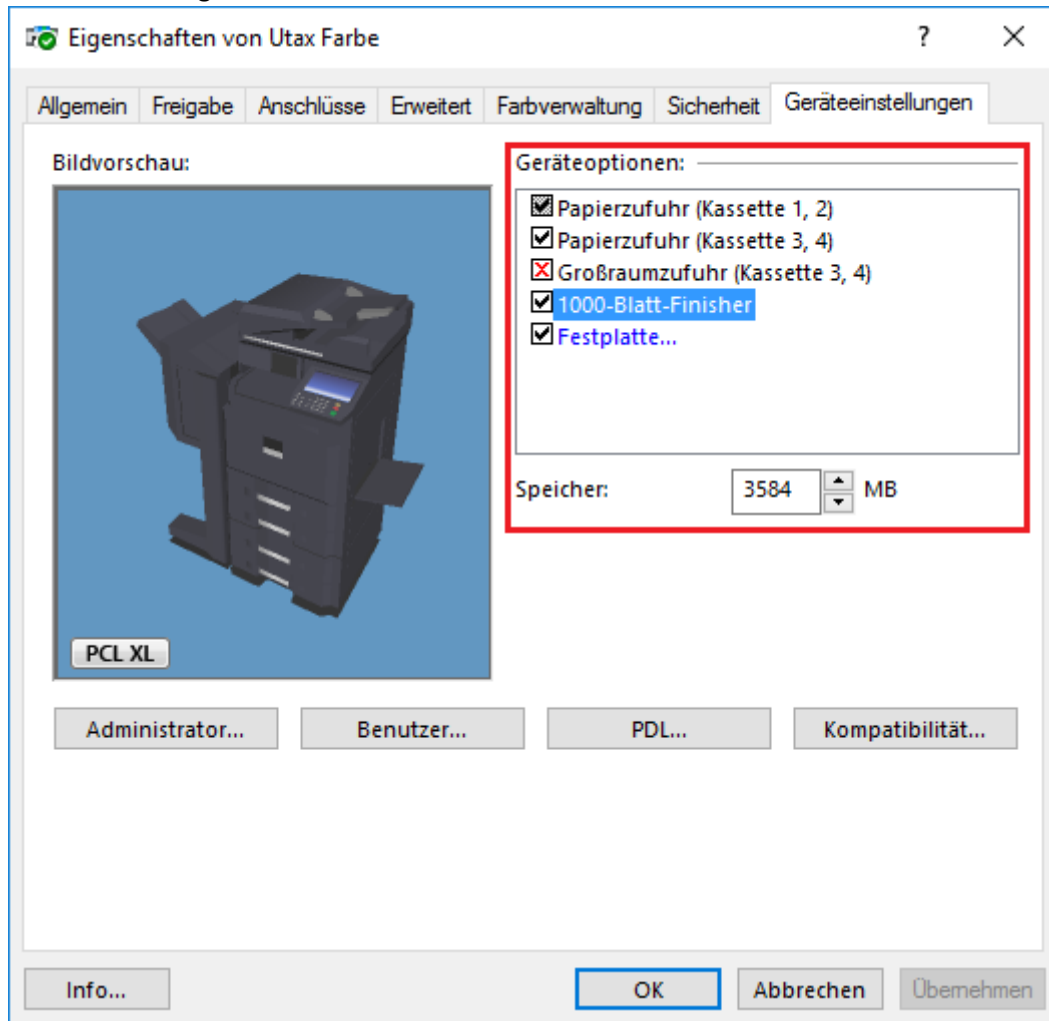 Eigenschaften von Utax Farbe
?
Allgemein Freigabe Anschlüsse Erweitert Farbverwaltung Sicherheit Geräteeinstellungen
Bildvorschau:
PCL XL
Geräteoptionen:
Papierzufuhr (Kassette 1, 2)
Papierzufuhr (Kassette 3, 4)
Großraumzufuhr (Kassette 3, 4)
1000-Blatt-Finisher
Festplatte...
Speicher: 3584 MB
Administrator... Benutzer... PDL... Kompatibilität...
Info... OK Abbrechen Übernehmen